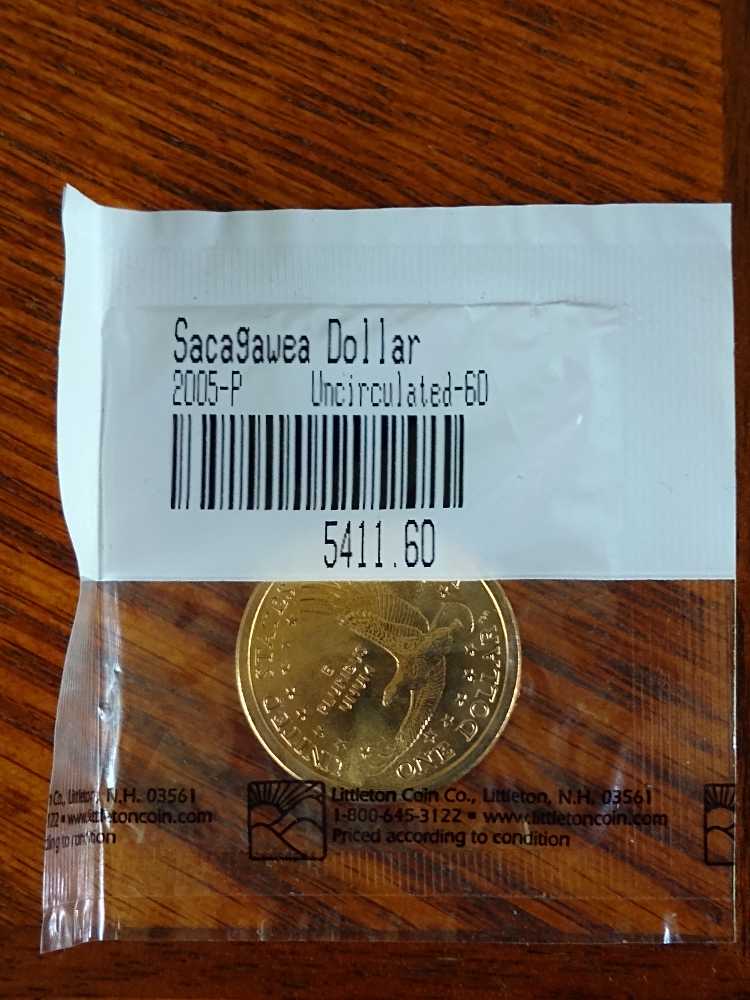 Sacagawea Dollar
2005-P Uncirculated-60
5411.60
UNITED STATES
E PLURIBUS UNUM
ONE DOLLAR
Co., Littleton, N.H. 03561
3122 ▪ www.littletoncoin.com
ding to condition
Littleton Coin Co., Littleton, N.H. 03561
1-800-645-3122 ▪ www.littletoncoin.com
Priced according to condition